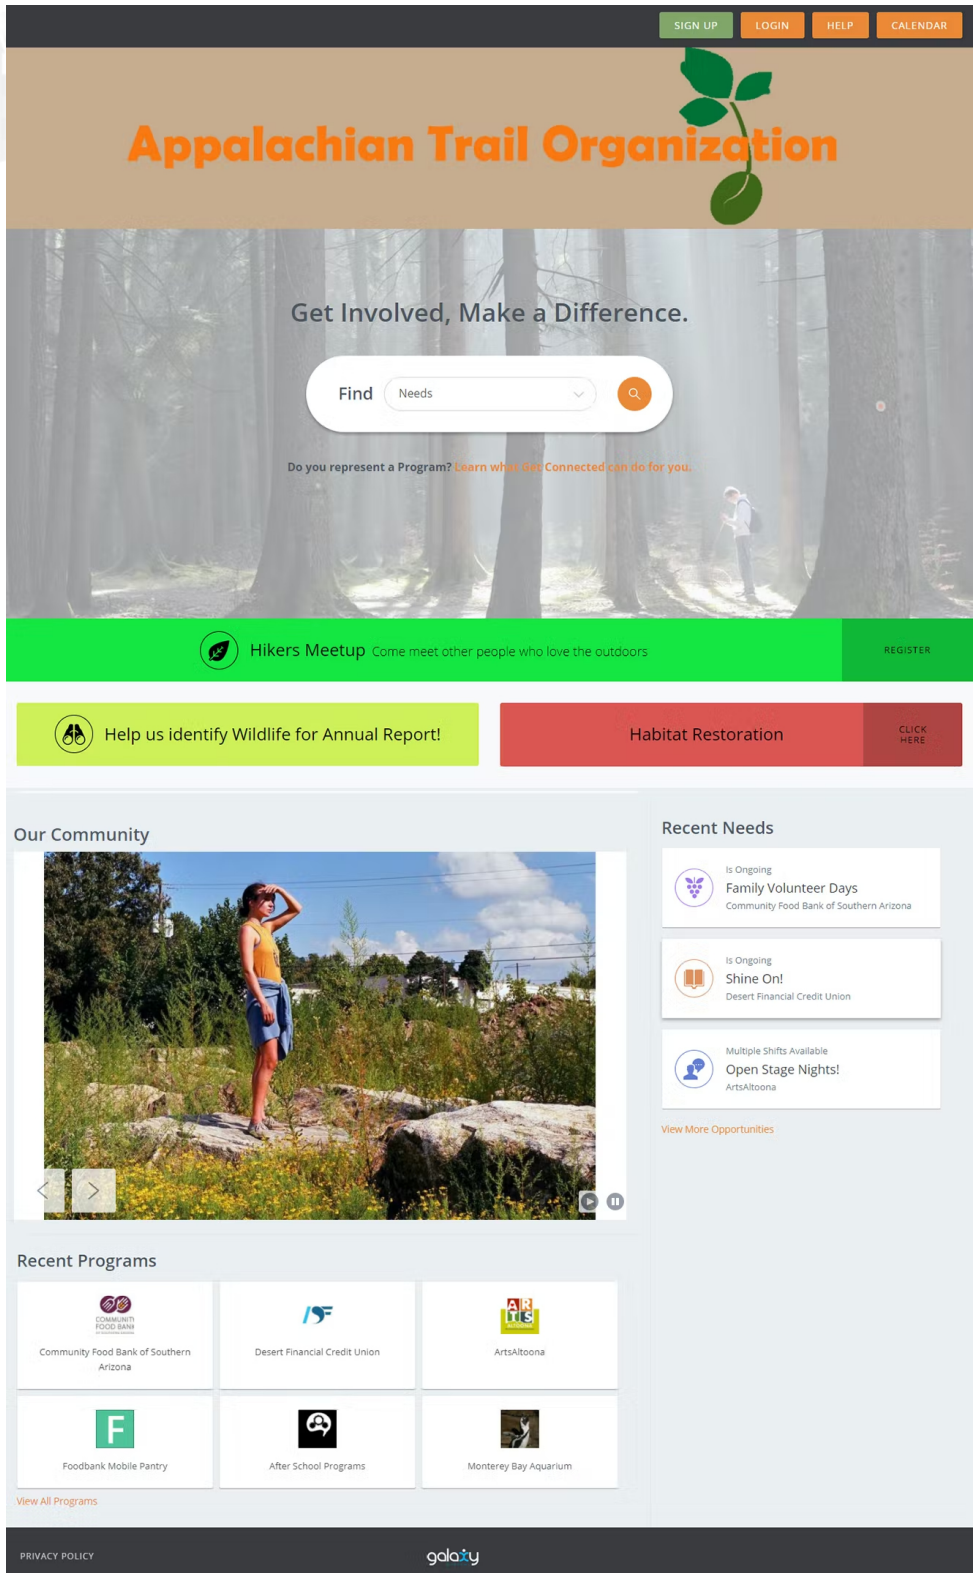 SIGN UP
LOGIN
HELP
CALENDAR
Appalachian Trail Organization
Get Involved, Make a Difference.
Find
Needs
Do you represent a Program? Learn what Get Connected can do for you.
Hikers Meetup Come meet other people who love the outdoors
REGISTER
Help us identify Wildlife for Annual Report!
Habitat Restoration
CLICK
HERE
Our Community
Recent Needs
Is Ongoing
Family Volunteer Days
Community Food Bank of Southern Arizona
Is Ongoing
Shine On!
Desert Financial Credit Union
Multiple Shifts Available
Open Stage Nights!
ArtsAltoona
View More Opportunities
Recent Programs
COMMUNITY
FOOD BANK
Community Food Bank of Southern
Arizona
Desert Financial Credit Union
ARTS
ArtsAltoona
F
Foodbank Mobile Pantry
After School Programs
Monterey Bay Aquarium
View All Programs
PRIVACY POLICY
galaxy